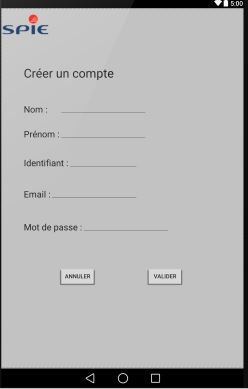 5:00
SPIE
Créer un compte
Nom :
Prénom :
Identifiant :
Email :
Mot de passe :
ANNULER VALIDER